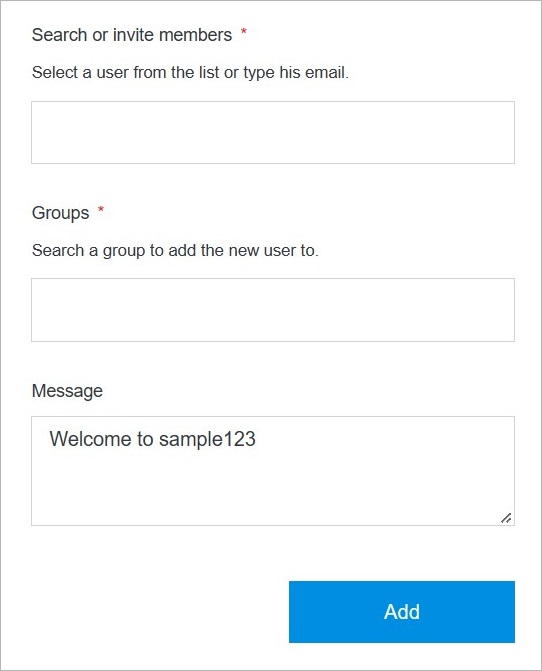 Search or invite members *
Select a user from the list or type his email.
Groups *
Search a group to add the new user to.
Message
Welcome to sample123
Add